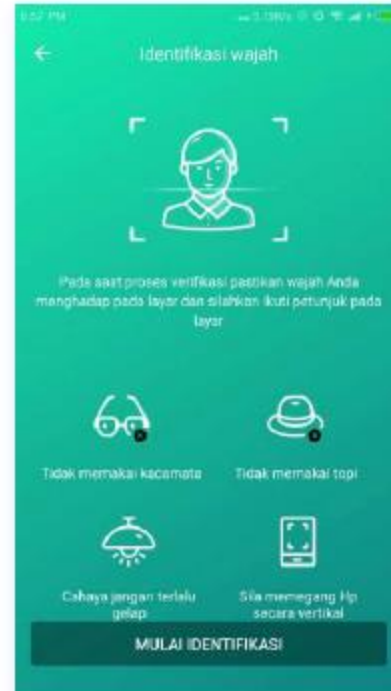 Identifikasi wajah
Pada saat proses verifikasi pastikan wajah Anda
menghadap pada layar dan silahkan ikuti petunjuk pada
layar
Tidak memakai kacamata
Tidak memakai topi
Cahaya jangan terlalu
gelap
Sila memegang Hp
secara vertikal
MULAI IDENTIFIKASI